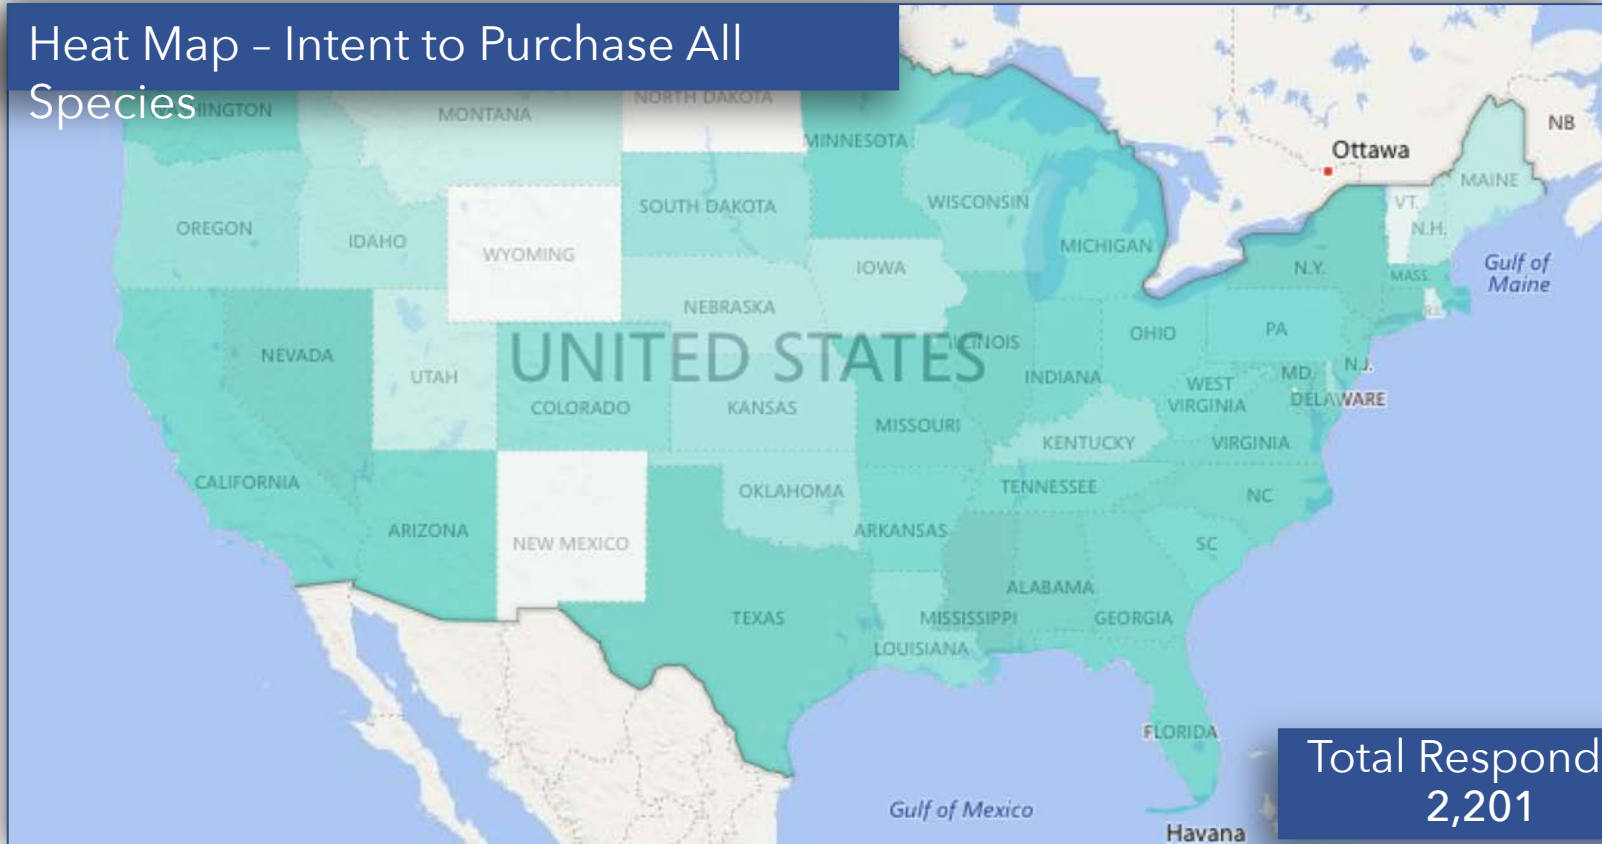 Heat Map – Intent to Purchase All
Species
WASHINGTON
MONTANA
NORTH DAKOTA
MINNESOTA
Ottawa
NB
MAINE
VT.
N.H.
OREGON
IDAHO
WYOMING
SOUTH DAKOTA
WISCONSIN
MICHIGAN
N.Y.
MASS.
Gulf of
Maine
IOWA
NEBRASKA
R.I.
UNITED STATES
NEVADA
UTAH
COLORADO
KANSAS
ILLINOIS
INDIANA
OHIO
PA
N.J.
MD
DELAWARE
WEST
VIRGINIA
MISSOURI
KENTUCKY
VIRGINIA
CALIFORNIA
ARIZONA
NEW MEXICO
OKLAHOMA
ARKANSAS
TENNESSEE
NC
SC
TEXAS
ALABAMA
MISSISSIPPI
GEORGIA
LOUISIANA
FLORIDA
Gulf of Mexico
Havana
Total Respond
2,201